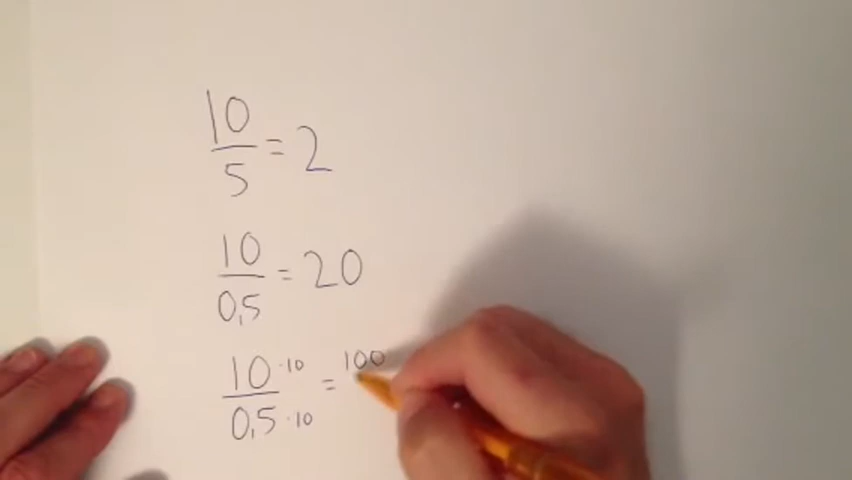 10/5 = 2
10/0,5 = 20
10·10/0,5·10 = 100